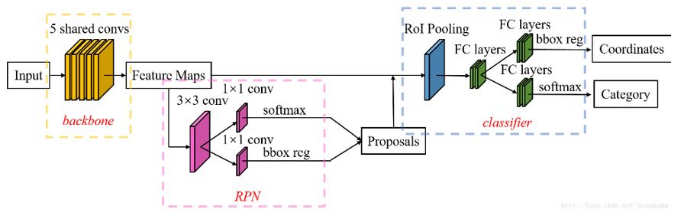 5 shared convs
Input
backbone
Feature Maps
3×3 conv
1×1 conv
softmax
1×1 conv
bbox reg
RPN
Proposals
RoI Pooling
FC layers
FC layers
bbox reg
Coordinates
FC layers
softmax
Category
classifier